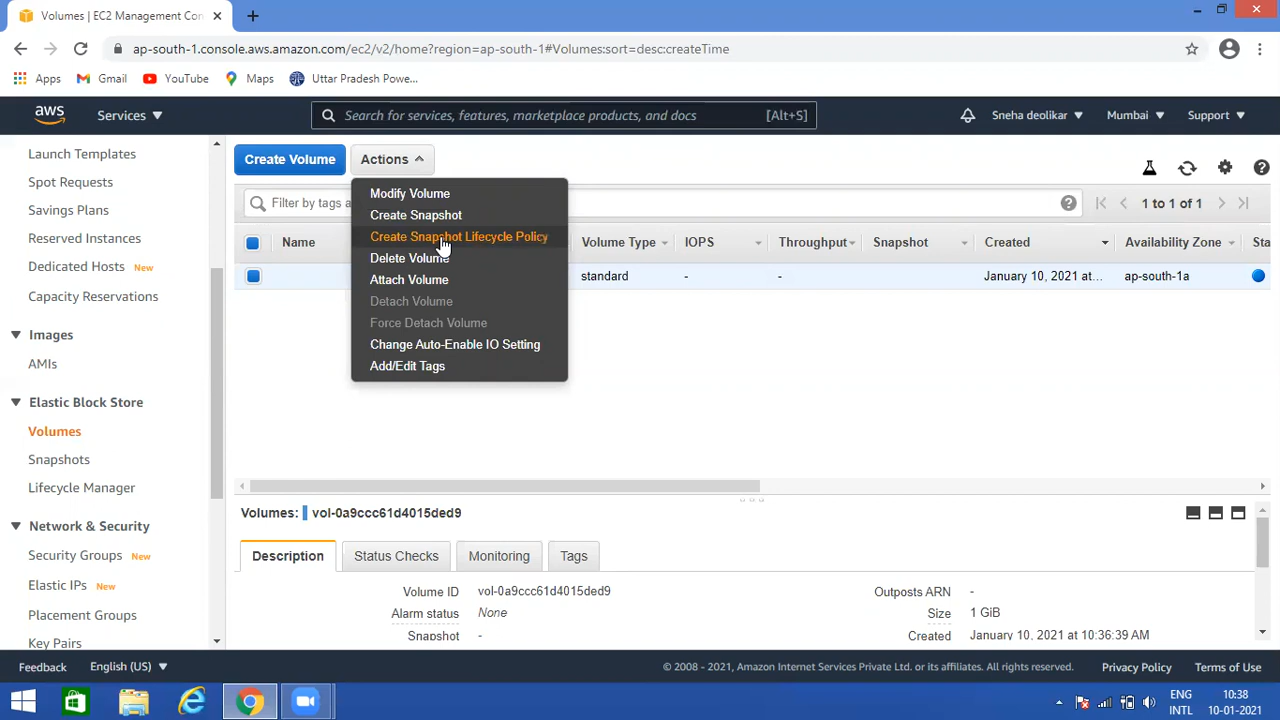 Volumes | EC2 Management Con
ap-south-1.console.aws.amazon.com/ec2/v2/home?region=ap-south-1#Volumes:sort=desc:createTime
Apps Gmail YouTube Maps Uttar Pradesh Powe...
aws Services Search for services, features, marketplace products, and docs [Alt+S] Sneha deolikar Mumbai Support
Launch Templates
Spot Requests
Savings Plans
Reserved Instances
Dedicated Hosts New
Capacity Reservations
Images
AMIs
Elastic Block Store
Volumes
Snapshots
Lifecycle Manager
Network & Security
Security Groups New
Elastic IPs New
Placement Groups
Key Pairs
Create Volume Actions
Filter by tags a
1 to 1 of 1
Modify Volume
Create Snapshot
Create Snapshot Lifecycle Policy
Delete Volume
Attach Volume
Detach Volume
Force Detach Volume
Change Auto-Enable IO Setting
Add/Edit Tags
Name Volume Type IOPS Throughput Snapshot Created Availability Zone Sta
standard - - January 10, 2021 at... ap-south-1a
Volumes: vol-0a9ccc61d4015ded9
Description Status Checks Monitoring Tags
Volume ID vol-0a9ccc61d4015ded9 Outposts ARN -
Alarm status None Size 1 GiB
Snapshot - Created January 10, 2021 at 10:36:39 AM
Feedback English (US) © 2008 - 2021, Amazon Internet Services Private Ltd. or its affiliates. All rights reserved. Privacy Policy Terms of Use
ENG 10:38
INTL 10-01-2021